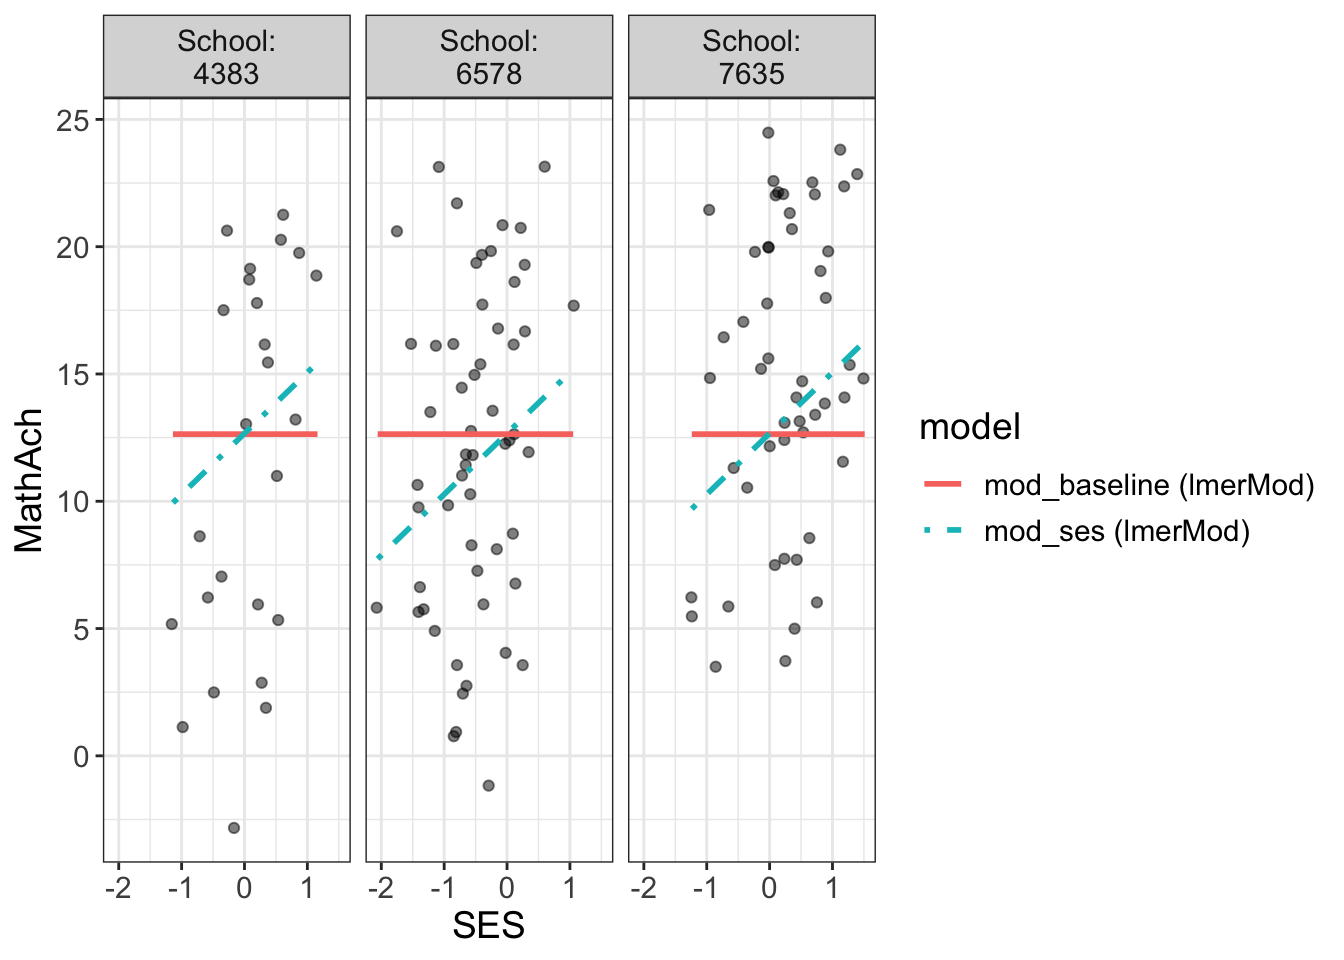 School:
4383
School:
6578
School:
7635
25
20
15
10
5
0
MathAch
-2 -1 0 1
-2 -1 0 1
-2 -1 0 1
SES
model
mod_baseline (lmerMod)
mod_ses (lmerMod)